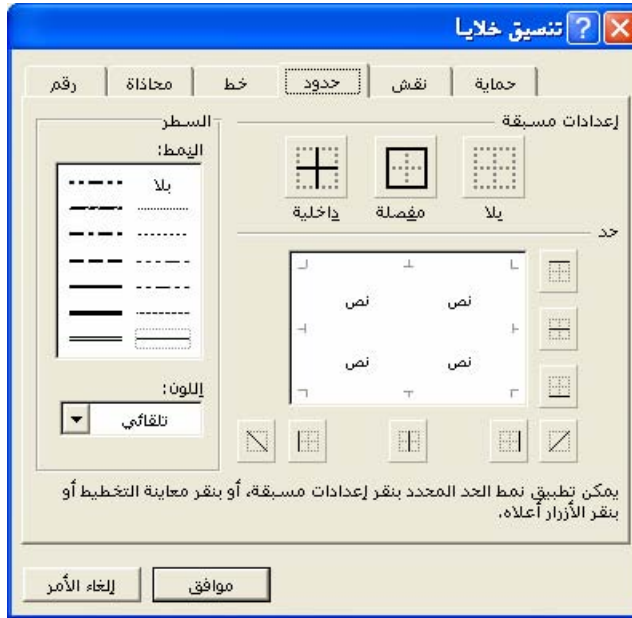 تنسيق خلايا
رقم محاذاة خط حدود نقش حماية
إعدادات مسبقة
بلا مفصلة داخلية
حد
نص نص
نص نص
السطر
النمط:
بلا
اللون:
تلقائي
يمكن تطبيق نمط الحد المحدد بنقر إعدادات مسبقة، أو بنقر معاينة التخطيط أو
بنقر الأزرار أعلاه.
موافق إلغاء الأمر